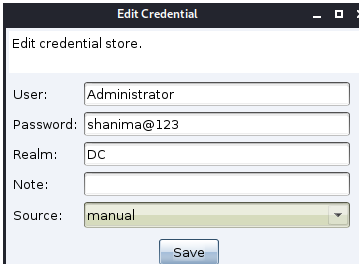 Edit Credential
Edit credential store.
User: Administrator
Password: shanima@123
Realm: DC
Note:
Source: manual
Save